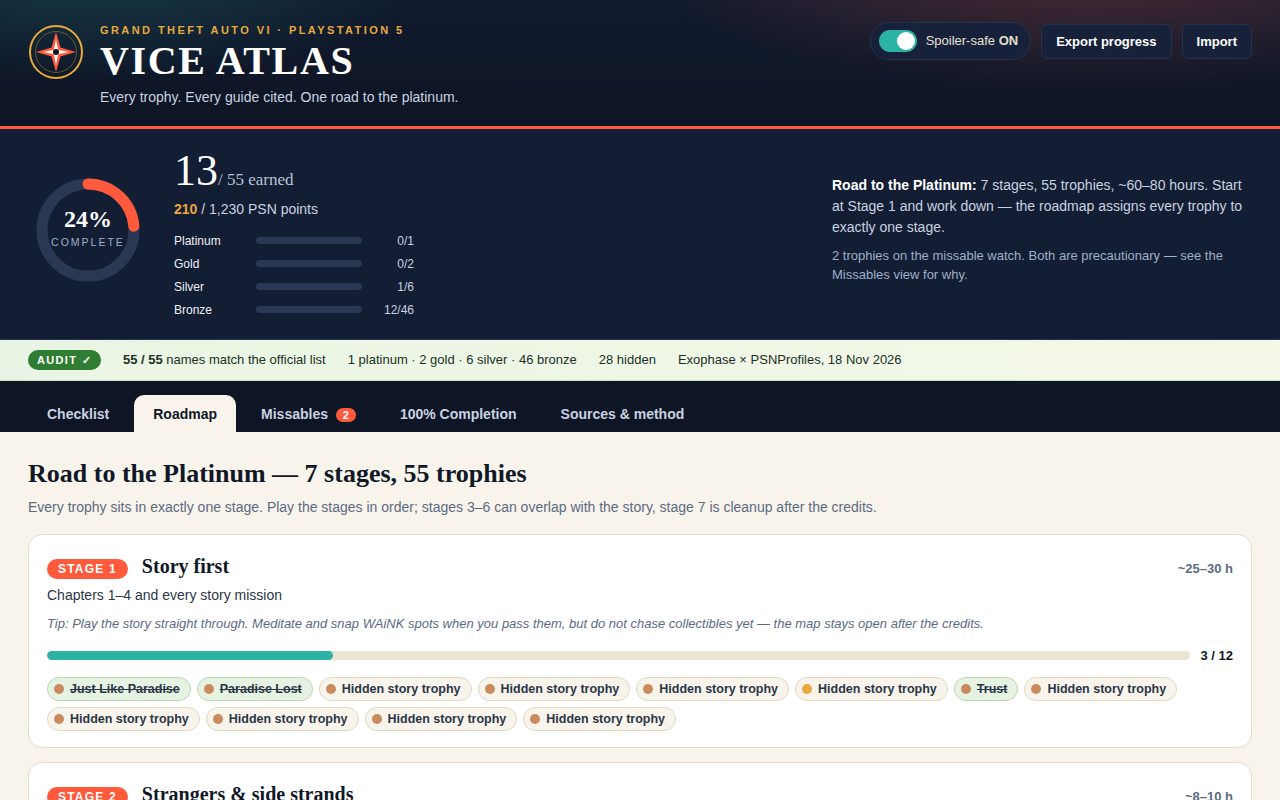 GRAND THEFT AUTO VI · PLAYSTATION 5
VICE ATLAS
Every trophy. Every guide cited. One road to the platinum.
Spoiler-safe ON
Export progress
Import
24%
COMPLETE
13 / 55 earned
210 / 1,230 PSN points
Platinum 0/1
Gold 0/2
Silver 1/6
Bronze 12/46
Road to the Platinum: 7 stages, 55 trophies, ~60–80 hours. Start
at Stage 1 and work down — the roadmap assigns every trophy to
exactly one stage.
2 trophies on the missable watch. Both are precautionary — see the
Missables view for why.
AUDIT ✓ 55 / 55 names match the official list 1 platinum · 2 gold · 6 silver · 46 bronze 28 hidden Exophase × PSNProfiles, 18 Nov 2026
Checklist Roadmap Missables 2 100% Completion Sources & method
Road to the Platinum — 7 stages, 55 trophies
Every trophy sits in exactly one stage. Play the stages in order; stages 3–6 can overlap with the story, stage 7 is cleanup after the credits.
STAGE 1 Story first ~25–30 h
Chapters 1–4 and every story mission
Tip: Play the story straight through. Meditate and snap WAiNK spots when you pass them, but do not chase collectibles yet — the map stays open after the credits.
3 / 12
Just Like Paradise Paradise Lost Hidden story trophy Hidden story trophy Hidden story trophy Hidden story trophy Trust Hidden story trophy
Hidden story trophy Hidden story trophy Hidden story trophy Hidden story trophy
STAGE 2 Strangers & side strands ~8–10 h